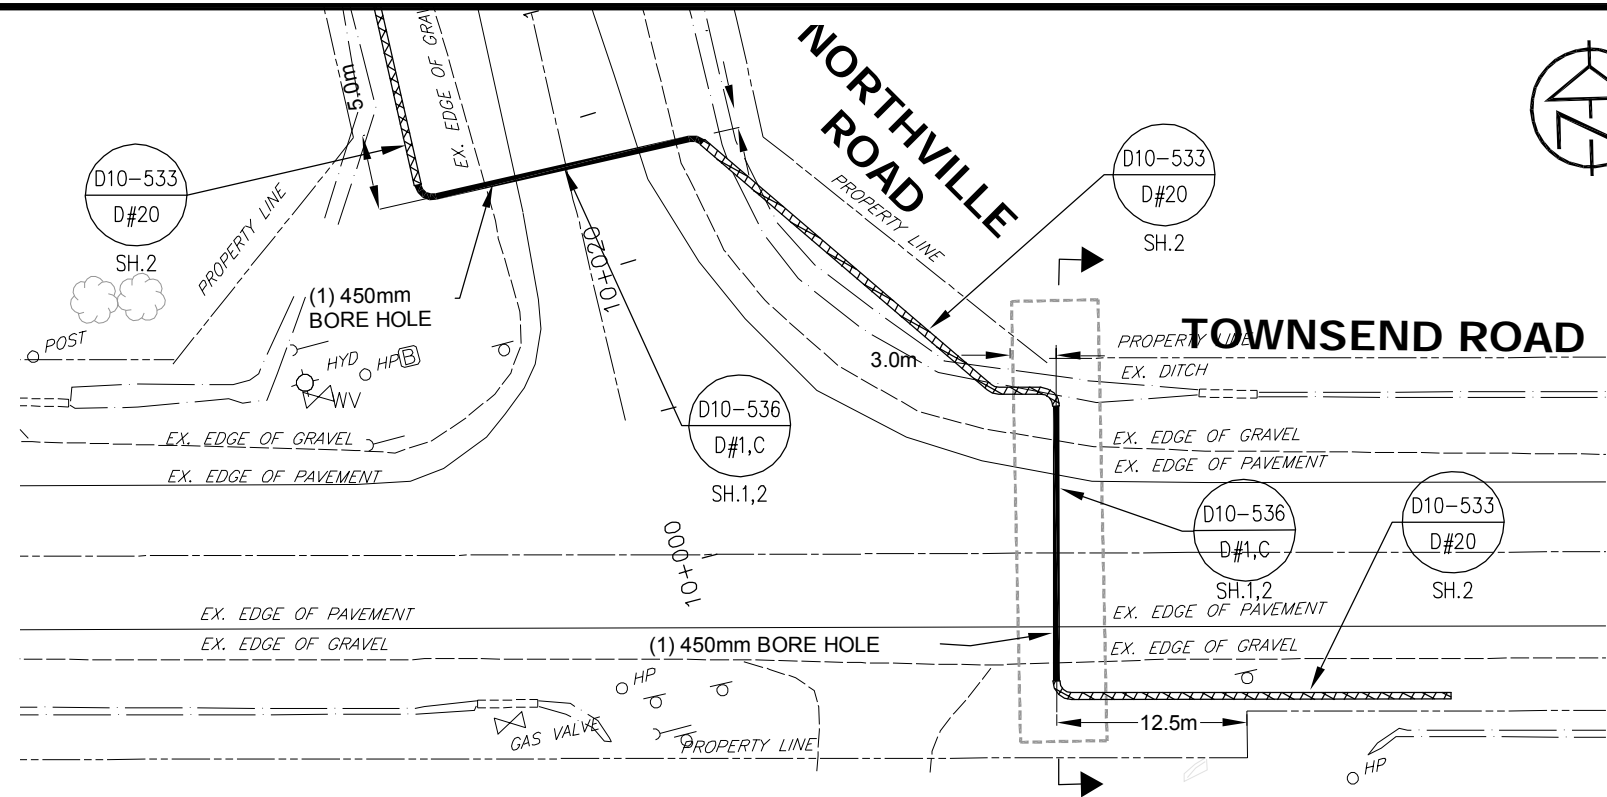 NORTHVILLE
ROAD
TOWNSEND ROAD
5.0m
EX. EDGE OF GRAV
EX. EDGE OF GRAVEL
D10-533
D#20
SH.2
PROPERTY LINE
PROPERTY LINE
D10-533
D#20
SH.2
(1) 450mm
BORE HOLE
10+020
POST
HYD
HP
B
WV
3.0m
PROPERTY LINE
EX. DITCH
D10-536
D#1,C
SH.1,2
EX. EDGE OF GRAVEL
EX. EDGE OF PAVEMENT
EX. EDGE OF GRAVEL
EX. EDGE OF PAVEMENT
D10-536
D#1,C
SH.1,2
D10-533
D#20
SH.2
10+000
EX. EDGE OF PAVEMENT
EX. EDGE OF GRAVEL
(1) 450mm BORE HOLE
EX. EDGE OF PAVEMENT
EX. EDGE OF GRAVEL
HP
GAS VALVE
PROPERTY LINE
12.5m
HP